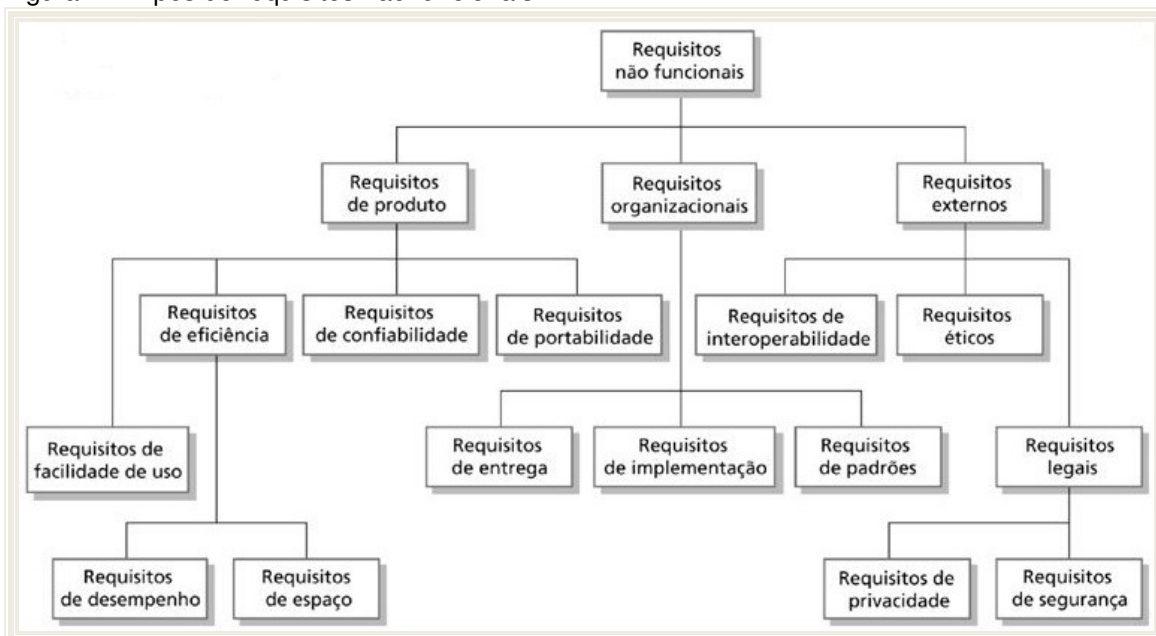 Requisitos
não funcionais
Requisitos
de produto
Requisitos
organizacionais
Requisitos
externos
Requisitos
de eficiência
Requisitos
de confiabilidade
Requisitos
de portabilidade
Requisitos de
interoperabilidade
Requisitos
éticos
Requisitos de
facilidade de uso
Requisitos
de entrega
Requisitos
de implementação
Requisitos
de padrões
Requisitos
legais
Requisitos
de desempenho
Requisitos
de espaço
Requisitos de
privacidade
Requisitos
de segurança